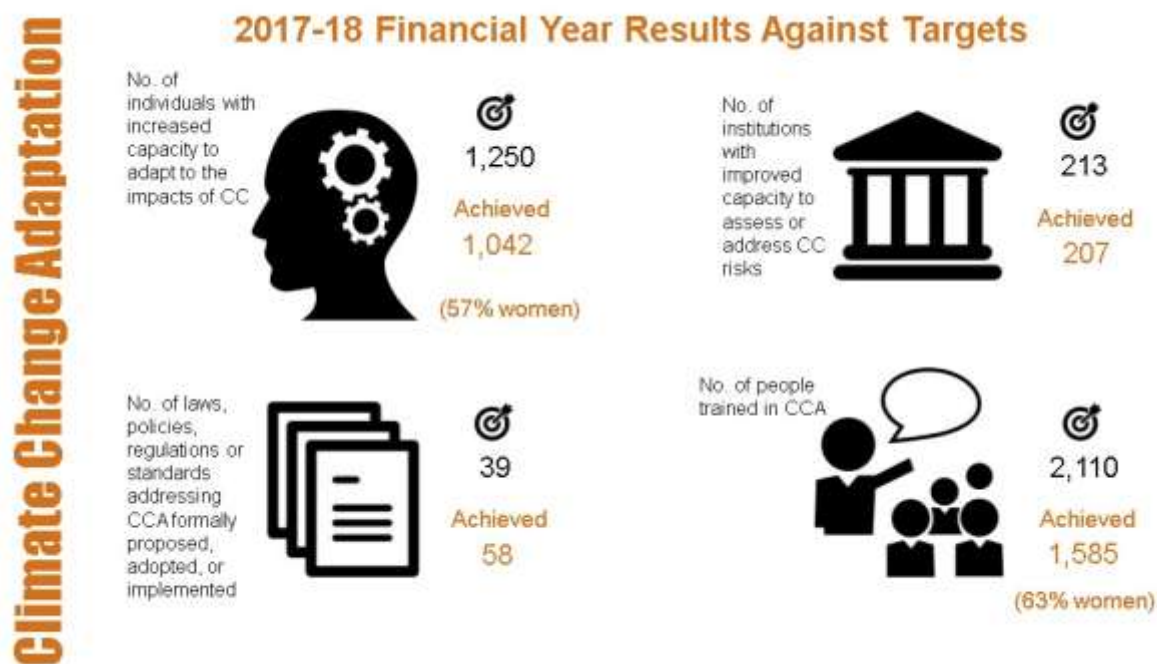 Climate Change Adaptation
2017-18 Financial Year Results Against Targets
No. of
individuals with
increased
capacity to
adapt to the
impacts of CC
1,250
Achieved
1,042
(57% women)
No. of
institutions
with
improved
capacity to
assess or
address CC
risks
213
Achieved
207
No. of laws,
policies,
regulations or
standards
addressing
CCA formally
proposed,
adopted, or
implemented
39
Achieved
58
No. of people
trained in CCA
2,110
Achieved
1,585
(63% women)